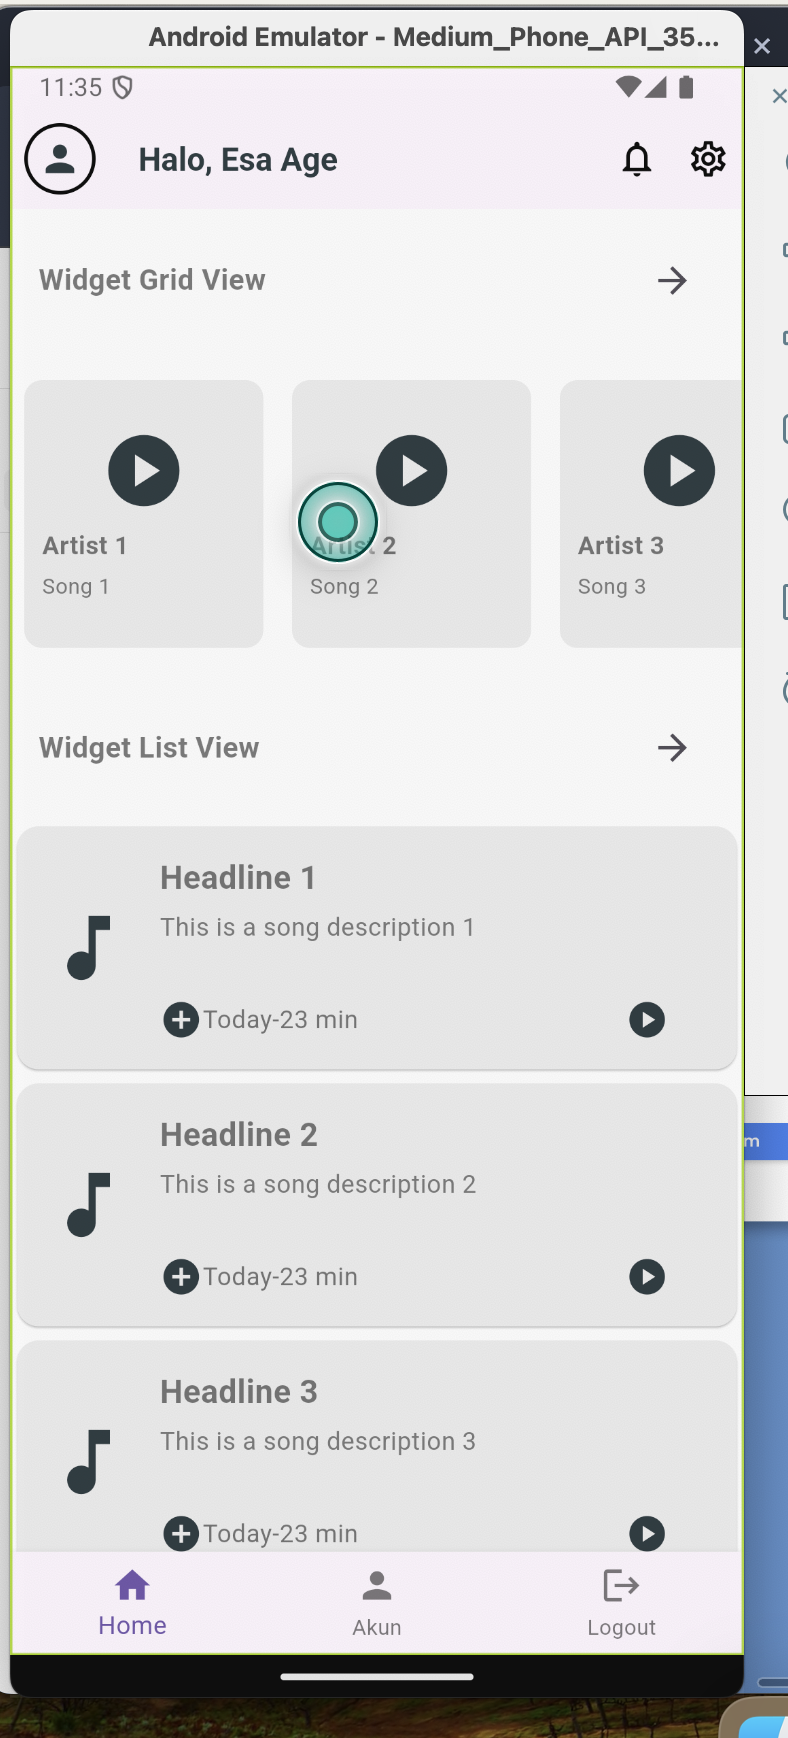 Android Emulator - Medium_Phone_API_35...
11:35
Halo, Esa Age
Widget Grid View
Artist 1
Song 1
Artist 2
Song 2
Artist 3
Song 3
Widget List View
Headline 1
This is a song description 1
Today-23 min
Headline 2
This is a song description 2
Today-23 min
Headline 3
This is a song description 3
Today-23 min
Home
Akun
Logout
m